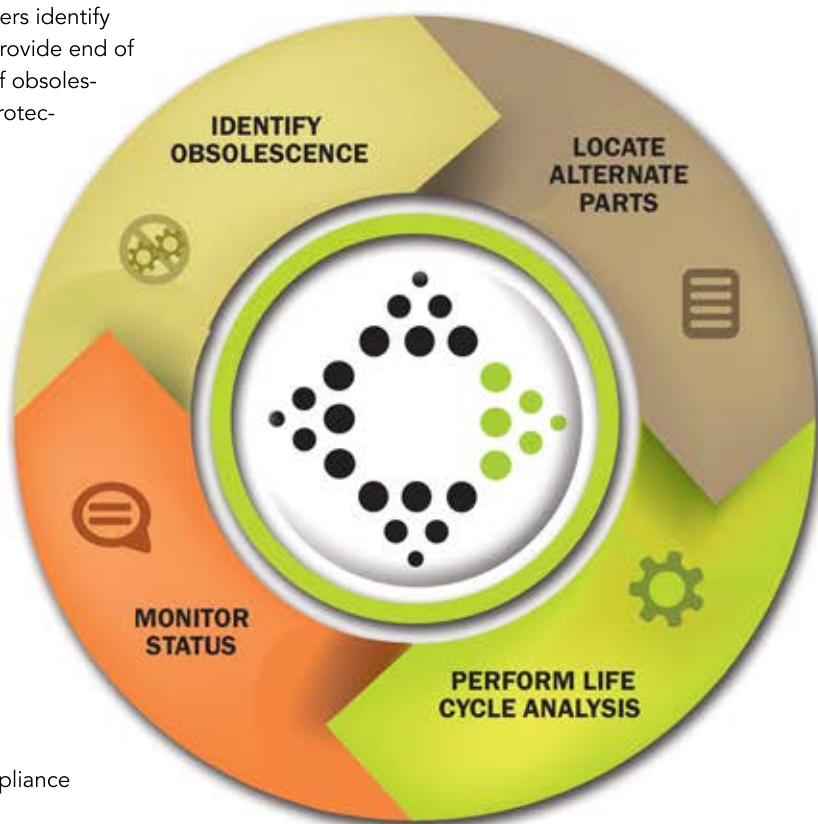 ers identify
rovide end of
f obsoles-
rotec-
IDENTIFY
OBSOLESCENCE
LOCATE
ALTERNATE
PARTS
MONITOR
STATUS
PERFORM LIFE
CYCLE ANALYSIS
pliance